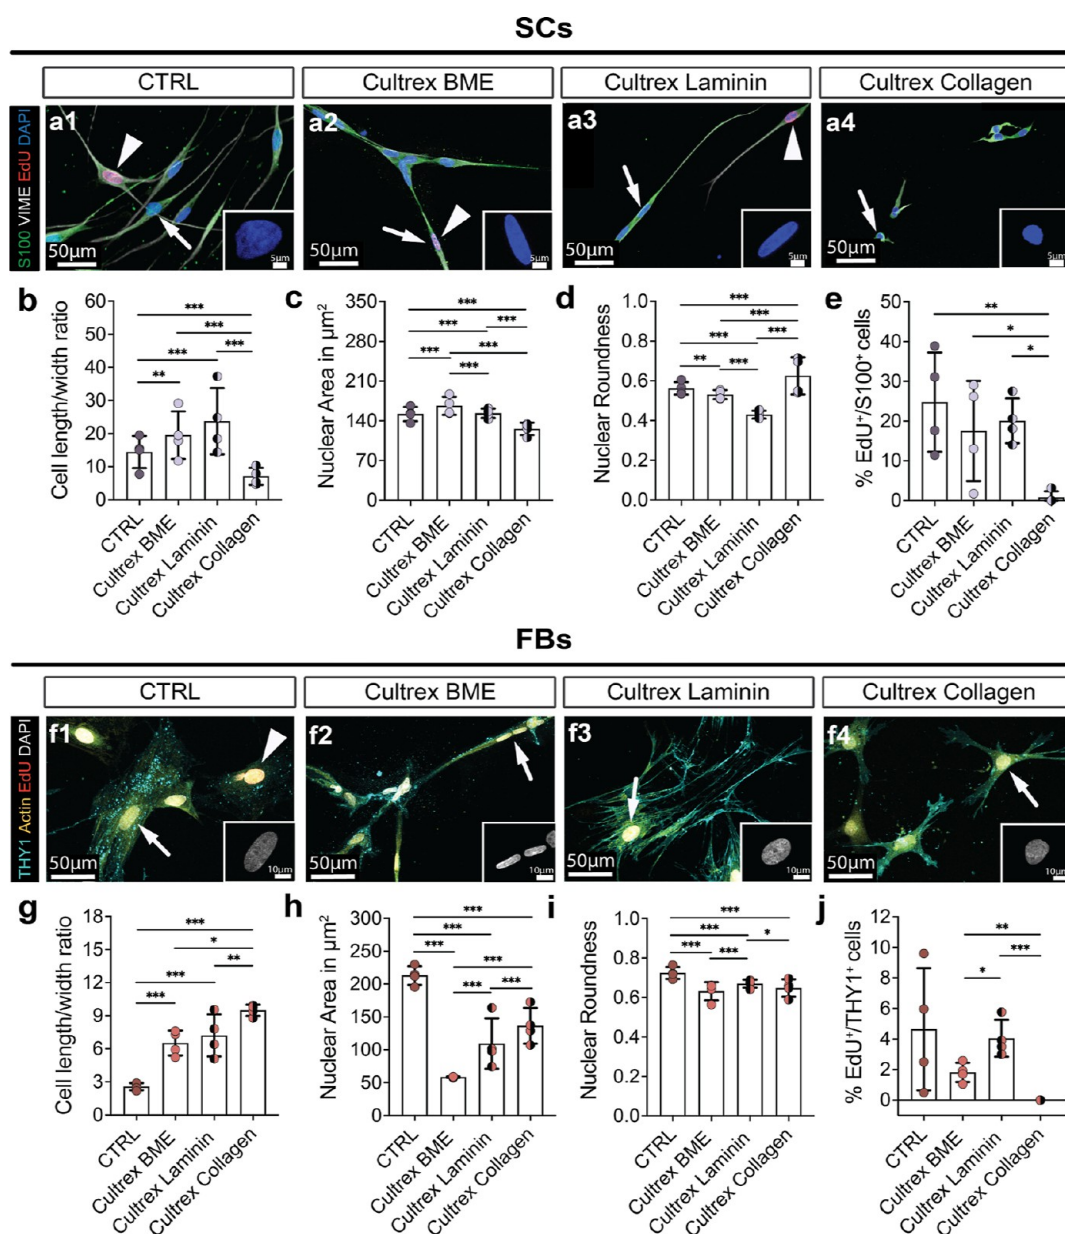 SCs
CTRL
Cultrex BME
Cultrex Laminin
Cultrex Collagen
S100 VIME EdU DAPI
a1
50µm
5µm
a2
50µm
5µm
a3
50µm
5µm
a4
50µm
5µm
b
Cell length/width ratio
60
50
40
30
20
10
0
***
***
***
***
**
CTRL
Cultrex BME
Cultrex Laminin
Cultrex Collagen
c
Nuclear Area in µm²
350
280
210
140
70
0
***
***
***
***
***
***
CTRL
Cultrex BME
Cultrex Laminin
Cultrex Collagen
d
Nuclear Roundness
1.0
0.8
0.6
0.4
0.2
0.0
***
***
***
***
**
***
CTRL
Cultrex BME
Cultrex Laminin
Cultrex Collagen
e
% EdU⁺/S100⁺ cells
50
40
30
20
10
0
**
*
*
CTRL
Cultrex BME
Cultrex Laminin
Cultrex Collagen
FBs
CTRL
Cultrex BME
Cultrex Laminin
Cultrex Collagen
THY1 Actin EdU DAPI
f1
50µm
10µm
f2
50µm
10µm
f3
50µm
10µm
f4
50µm
10µm
g
Cell length/width ratio
18
15
12
9
6
3
0
***
*
***
**
***
CTRL
Cultrex BME
Cultrex Laminin
Cultrex Collagen
h
Nuclear Area in µm²
300
250
200
150
100
50
0
***
***
***
***
***
***
CTRL
Cultrex BME
Cultrex Laminin
Cultrex Collagen
i
Nuclear Roundness
1.0
0.8
0.6
0.4
0.2
0.0
***
***
*
***
***
CTRL
Cultrex BME
Cultrex Laminin
Cultrex Collagen
j
% EdU⁺/THY1⁺ cells
12
10
8
6
4
2
0
**
***
*
CTRL
Cultrex BME
Cultrex Laminin
Cultrex Collagen